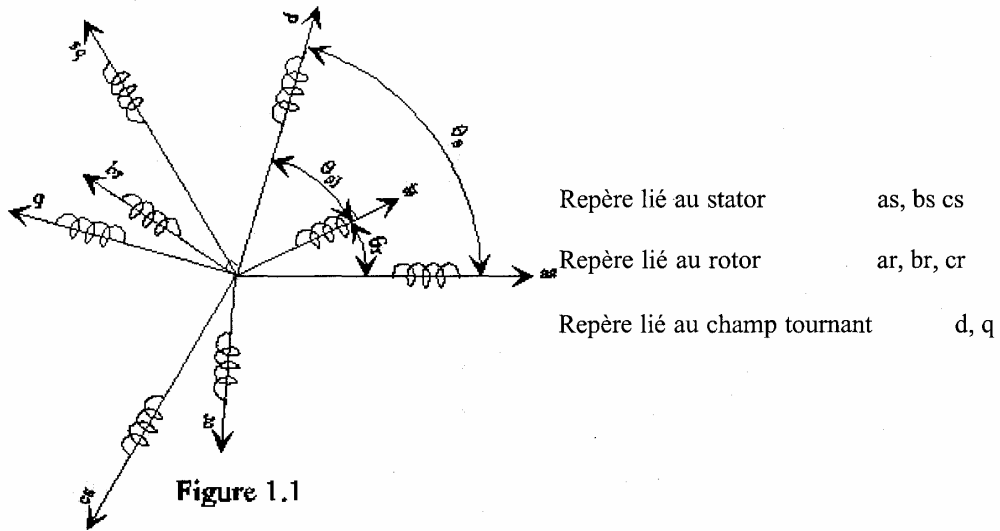 d
q
Repère lié au stator as, bs cs
Repère lié au rotor ar, br, cr
Repère lié au champ tournant d, q
Figure 1.1